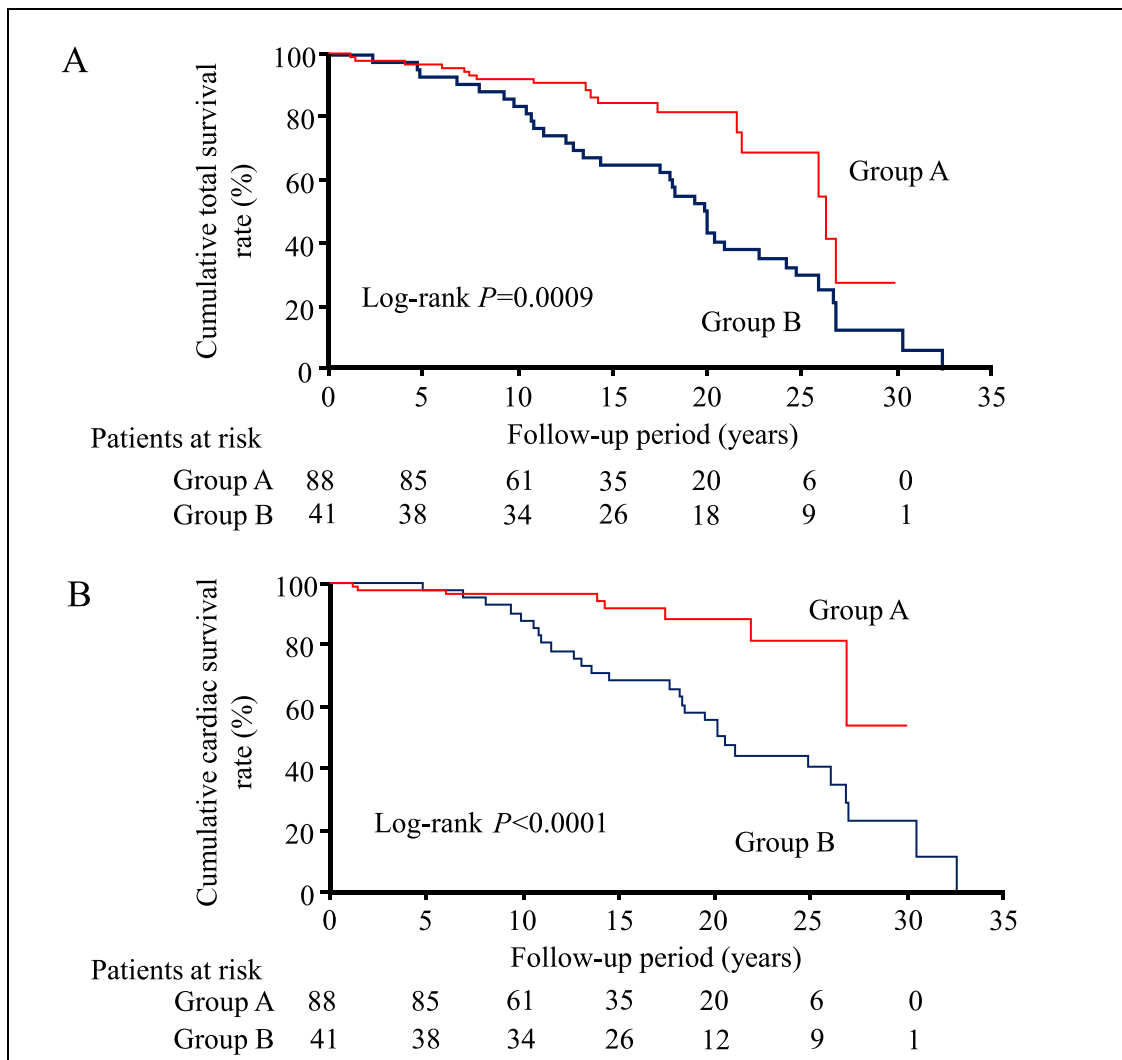 A
Cumulative total survival
rate (%)
100
80
60
40
20
0
Group A
Group B
Log-rank P=0.0009
0 5 10 15 20 25 30 35
Follow-up period (years)
Patients at risk
Group A 88 85 61 35 20 6 0
Group B 41 38 34 26 18 9 1
B
Cumulative cardiac survival
rate (%)
100
80
60
40
20
0
Group A
Group B
Log-rank P<0.0001
0 5 10 15 20 25 30 35
Follow-up period (years)
Patients at risk
Group A 88 85 61 35 20 6 0
Group B 41 38 34 26 12 9 1